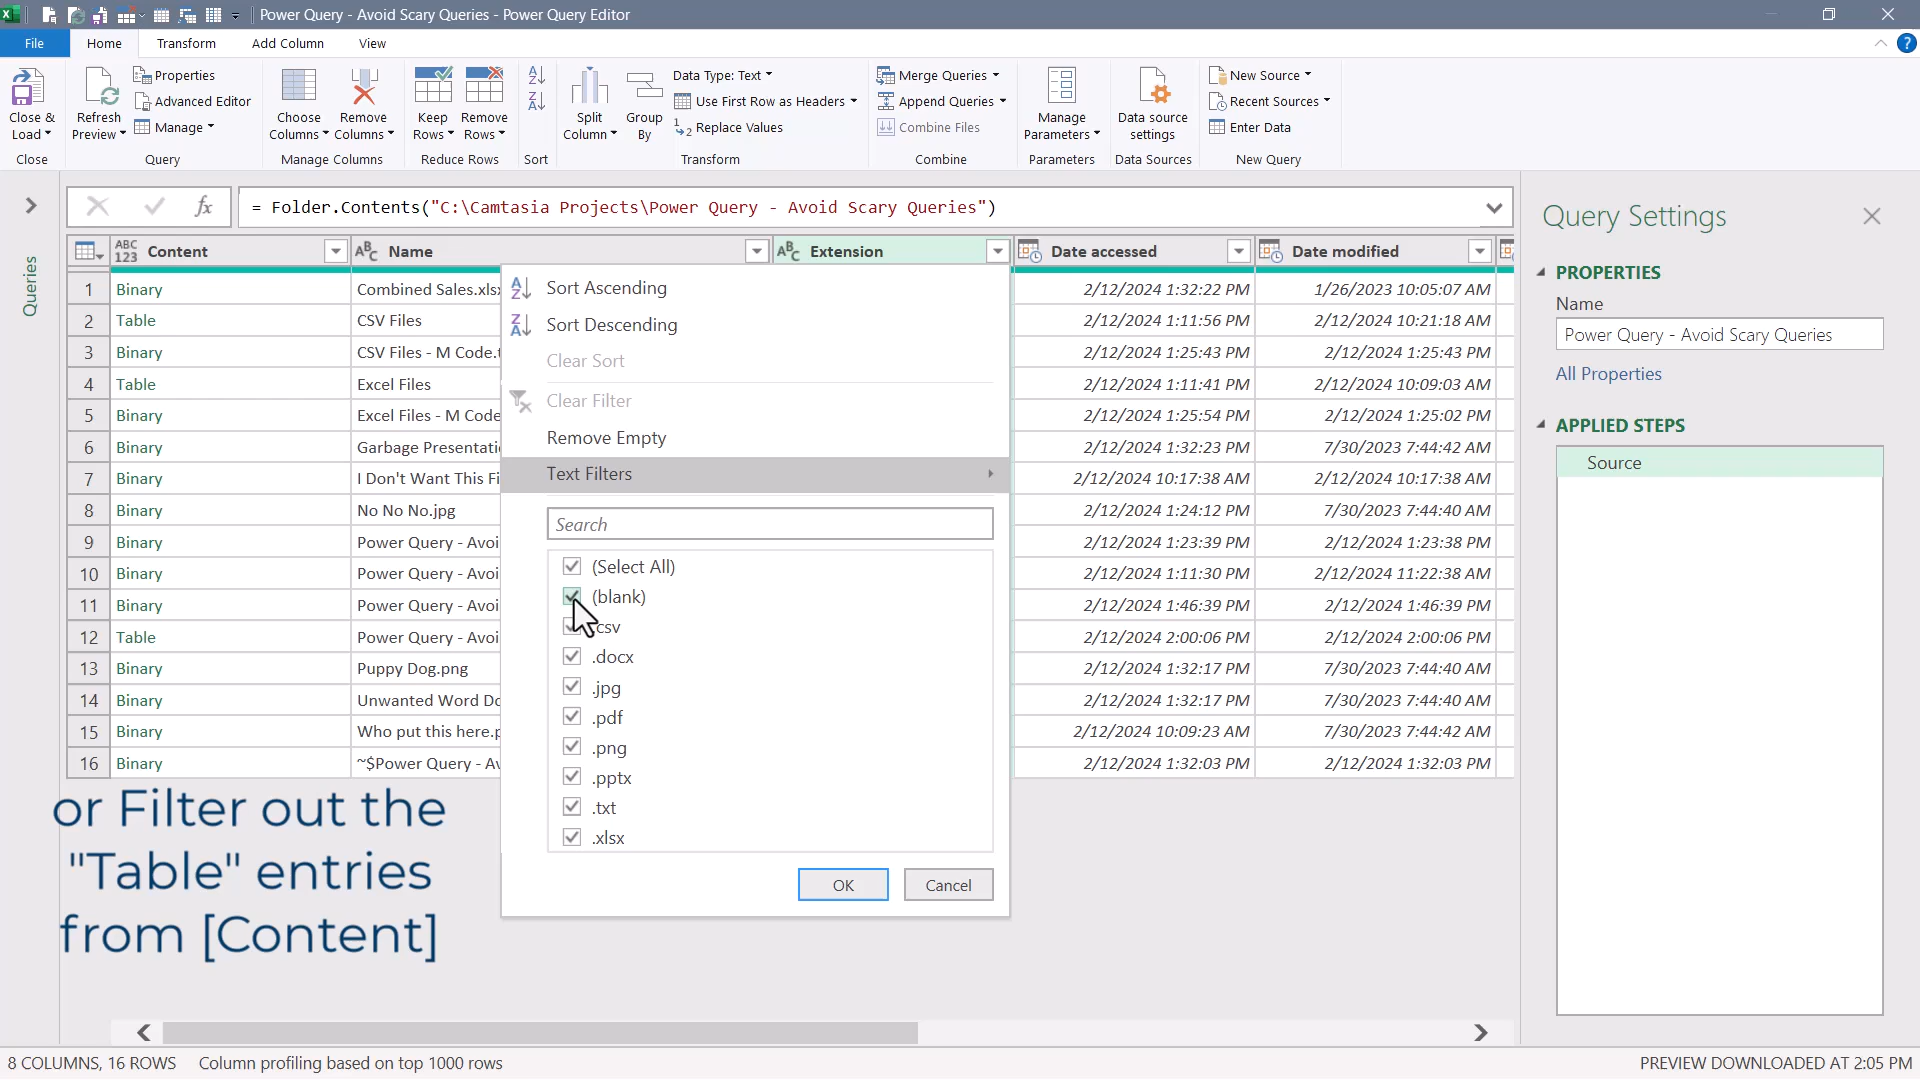 Power Query - Avoid Scary Queries - Power Query Editor
File
Home
Transform
Add Column
View
Close &
Load
Close
Refresh
Preview
Properties
Advanced Editor
Manage
Query
Choose
Columns
Remove
Columns
Manage Columns
Keep
Rows
Remove
Rows
Reduce Rows
Sort
Split
Column
Group
By
Data Type: Text
Use First Row as Headers
Replace Values
Transform
Merge Queries
Append Queries
Combine Files
Combine
Manage
Parameters
Parameters
Data source
settings
Data Sources
New Source
Recent Sources
Enter Data
New Query
Queries
fx
= Folder.Contents("C:\Camtasia Projects\Power Query - Avoid Scary Queries")
ABC 123 Content
ABC Name
ABC Extension
Date accessed
Date modified
1 Binary Combined Sales.xlsx 2/12/2024 1:32:22 PM 1/26/2023 10:05:07 AM
2 Table CSV Files 2/12/2024 1:11:56 PM 2/12/2024 10:21:18 AM
3 Binary CSV Files - M Code.t 2/12/2024 1:25:43 PM 2/12/2024 1:25:43 PM
4 Table Excel Files 2/12/2024 1:11:41 PM 2/12/2024 10:09:03 AM
5 Binary Excel Files - M Code 2/12/2024 1:25:54 PM 2/12/2024 1:25:02 PM
6 Binary Garbage Presentati 2/12/2024 1:32:23 PM 7/30/2023 7:44:42 AM
7 Binary I Don't Want This Fi 2/12/2024 10:17:38 AM 2/12/2024 10:17:38 AM
8 Binary No No No.jpg 2/12/2024 1:24:12 PM 7/30/2023 7:44:40 AM
9 Binary Power Query - Avoi 2/12/2024 1:23:39 PM 2/12/2024 1:23:38 PM
10 Binary Power Query - Avoi 2/12/2024 1:11:30 PM 2/12/2024 11:22:38 AM
11 Binary Power Query - Avoi 2/12/2024 1:46:39 PM 2/12/2024 1:46:39 PM
12 Table Power Query - Avoi 2/12/2024 2:00:06 PM 2/12/2024 2:00:06 PM
13 Binary Puppy Dog.png 2/12/2024 1:32:17 PM 7/30/2023 7:44:40 AM
14 Binary Unwanted Word Do 2/12/2024 1:32:17 PM 7/30/2023 7:44:40 AM
15 Binary Who put this here.p 2/12/2024 10:09:23 AM 7/30/2023 7:44:42 AM
16 Binary ~$Power Query - Av 2/12/2024 1:32:03 PM 2/12/2024 1:32:03 PM
Sort Ascending
Sort Descending
Clear Sort
Clear Filter
Remove Empty
Text Filters
Search
(Select All)
(blank)
csv
.docx
.jpg
.pdf
.png
.pptx
.txt
.xlsx
OK
Cancel
or Filter out the
"Table" entries
from [Content]
Query Settings
PROPERTIES
Name
Power Query - Avoid Scary Queries
All Properties
APPLIED STEPS
Source
8 COLUMNS, 16 ROWS
Column profiling based on top 1000 rows
PREVIEW DOWNLOADED AT 2:05 PM